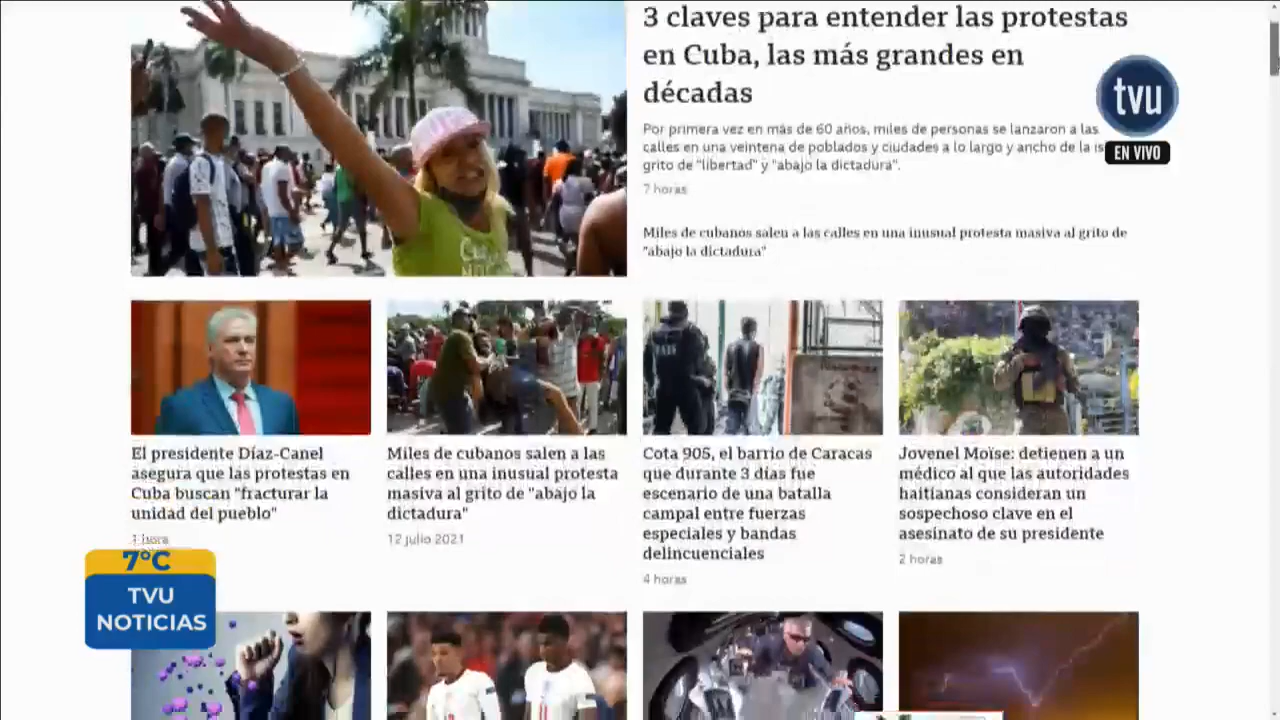 3 claves para entender las protestas
en Cuba, las más grandes en
décadas
Por primera vez en más de 60 años, miles de personas se lanzaron a las
calles en una veintena de poblados y ciudades a lo largo y ancho de la
grito de "libertad" y "abajo la dictadura".
7 horas
Miles de cubanos salen a las calles en una inusual protesta masiva al grito de
"abajo la dictadura"
tvu
EN VIVO
El presidente Díaz-Canel
asegura que las protestas en
Cuba buscan "fracturar la
unidad del pueblo"
1 hora
Miles de cubanos salen a las
calles en una inusual protesta
masiva al grito de "abajo la
dictadura"
12 julio 2021
Cota 905, el barrio de Caracas
que durante 3 días fue
escenario de una batalla
campal entre fuerzas
especiales y bandas
delincuenciales
4 horas
Jovenel Moïse: detienen a un
médico al que las autoridades
haitianas consideran un
sospechoso clave en el
asesinato de su presidente
2 horas
7°C
TVU
NOTICIAS